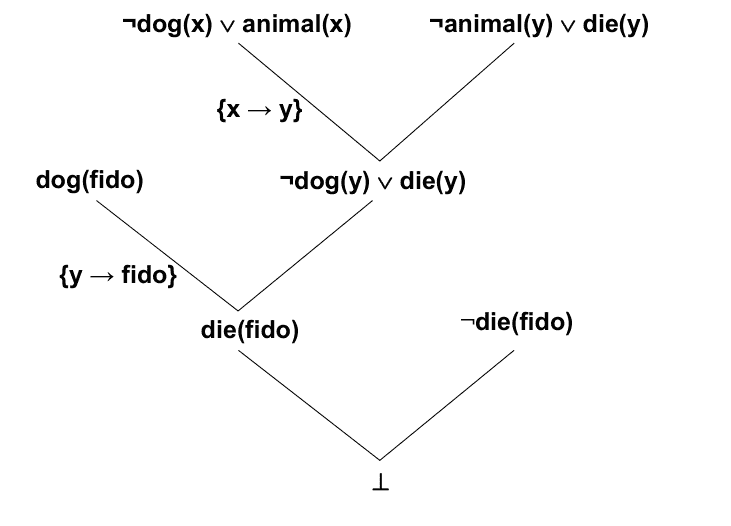 ¬dog(x) ∨ animal(x)
¬animal(y) ∨ die(y)
{x → y}
dog(fido)
¬dog(y) ∨ die(y)
{y → fido}
die(fido)
¬die(fido)
⊥